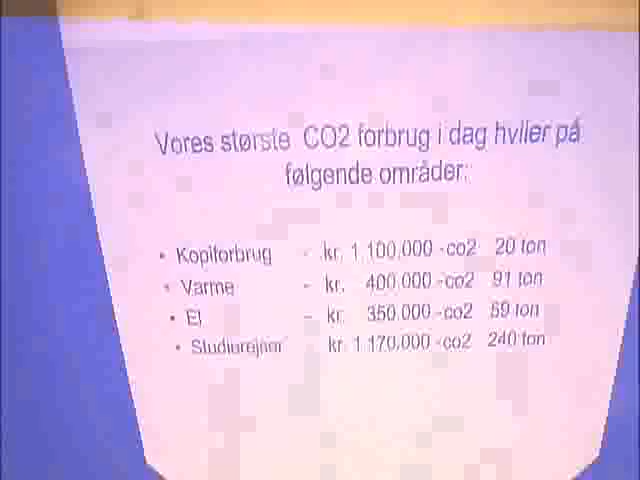 Vores største CO2 forbrug i dag hviler på
følgende områder:
• Kopiforbrug - kr. 1.100.000 -co2 20 ton
• Varme - kr. 400.000 -co2 91 ton
• El - kr. 350.000 -co2 69 ton
• Studierejser kr. 1.170.000 -co2 240 ton